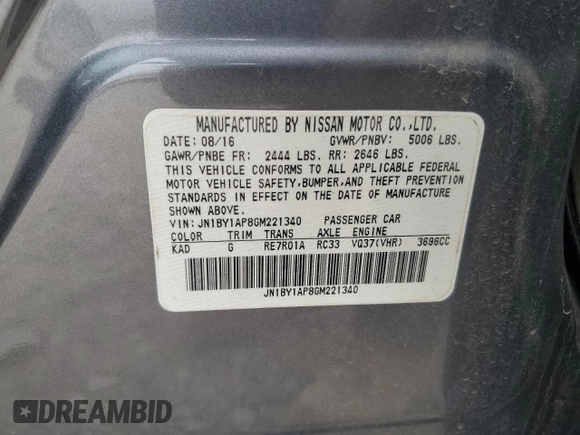 MANUFACTURED BY NISSAN MOTOR CO.,LTD.
DATE: 08/16 GVWR/PNBV: 5006 LBS.
GAWR/PNBE FR: 2444 LBS. RR: 2646 LBS.
THIS VEHICLE CONFORMS TO ALL APPLICABLE FEDERAL
MOTOR VEHICLE SAFETY,BUMPER,AND THEFT PREVENTION
STANDARDS IN EFFECT ON THE DATE OF MANUFACTURE
SHOWN ABOVE.
VIN: JN1BY1AP8GM221340 PASSENGER CAR
COLOR TRIM TRANS AXLE ENGINE
KAD G RE7R01A RC33 VQ37(VHR) 3696CC
JN1BY1AP8GM221340
DREAMBID